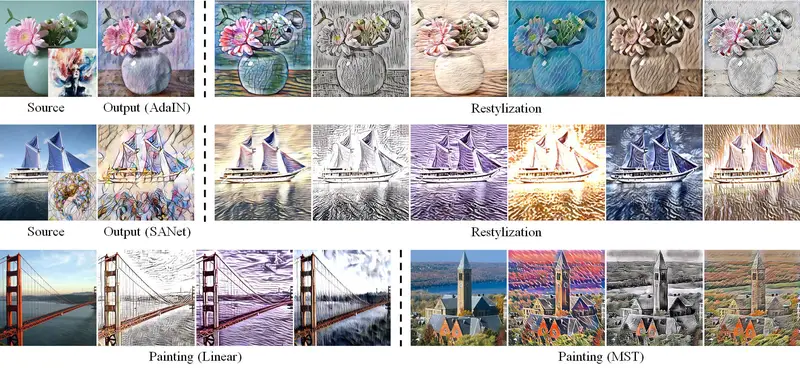 Source Output (AdaIN) Restylization
Source Output (SANet) Restylization
Painting (Linear) Painting (MST)